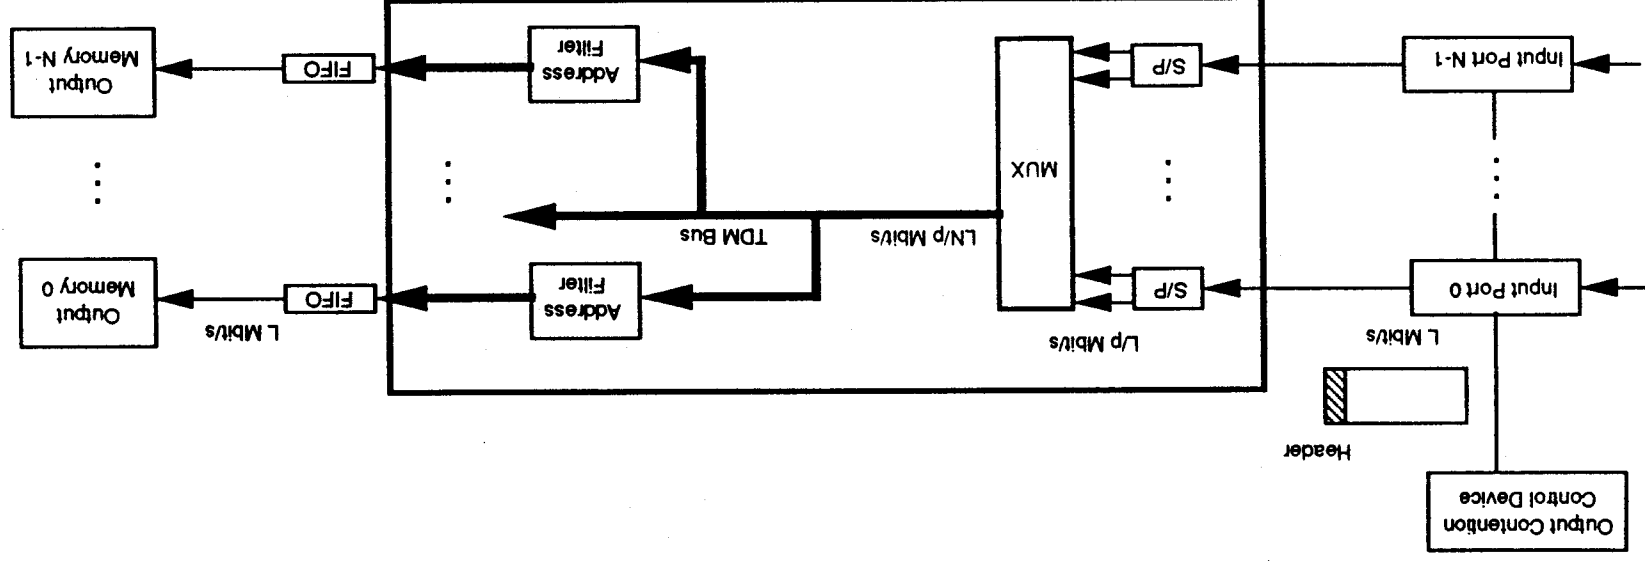 Output Contention
Control Device
Header
L Mbit/s
L/p Mbit/s
L Mbit/s
Input Port 0
S/P
Address
Filter
FIFO
Output
Memory 0
MUX
LN/p Mbit/s
TDM Bus
Input Port N-1
S/P
Address
Filter
FIFO
Output
Memory N-1